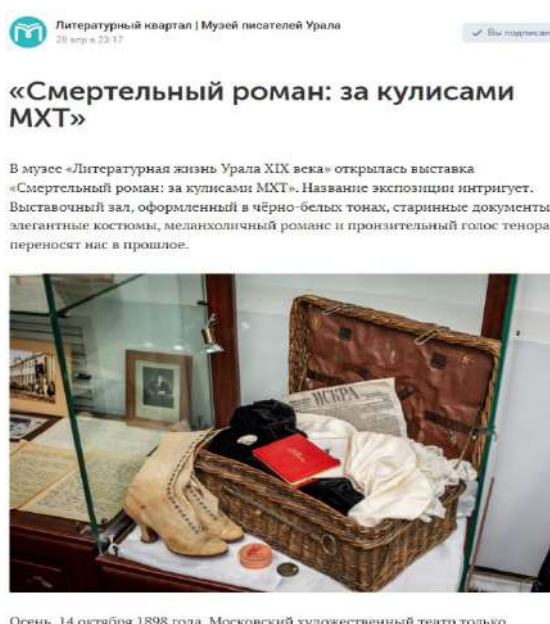 Литературный квартал | Музей писателей Урала
28 апр в 23:17
Вы подписан
«Смертельный роман: за кулисами
МХТ»
В музее «Литературная жизнь Урала XIX века» открылась выставка
«Смертельный роман: за кулисами МХТ». Название экспозиции интригует.
Выставочный зал, оформленный в чёрно-белых тонах, старинные документы
элегантные костюмы, меланхоличный романс и пронзительный голос тенора
переносят нас в прошлое.
ИСКРА
Осень, 14 октября 1898 года. Московский художественный театр только